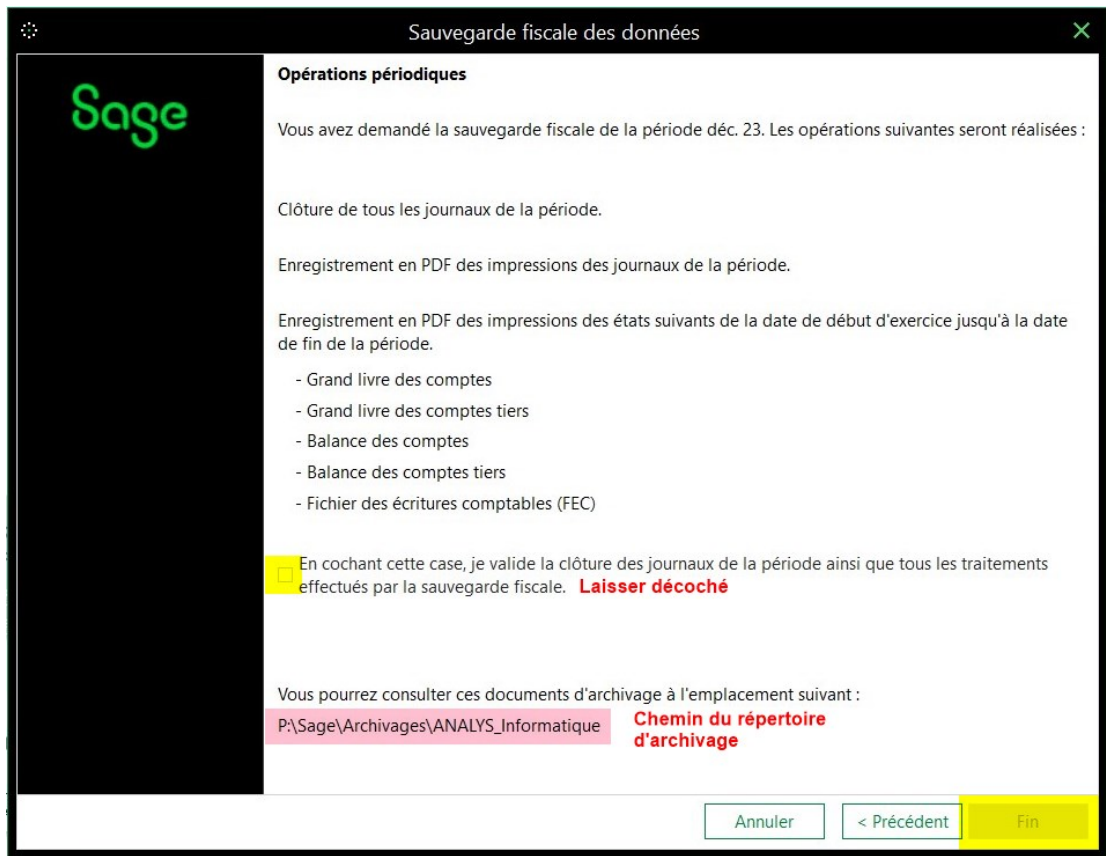 Sauvegarde fiscale des données
Sage
Opérations périodiques
Vous avez demandé la sauvegarde fiscale de la période déc. 23. Les opérations suivantes seront réalisées :
Clôture de tous les journaux de la période.
Enregistrement en PDF des impressions des journaux de la période.
Enregistrement en PDF des impressions des états suivants de la date de début d'exercice jusqu'à la date
de fin de la période.
- Grand livre des comptes
- Grand livre des comptes tiers
- Balance des comptes
- Balance des comptes tiers
- Fichier des écritures comptables (FEC)
En cochant cette case, je valide la clôture des journaux de la période ainsi que tous les traitements
effectués par la sauvegarde fiscale. Laisser décoché
Vous pourrez consulter ces documents d'archivage à l'emplacement suivant :
P:\Sage\Archivages\ANALYS_Informatique
Chemin du répertoire
d'archivage
Annuler
< Précédent
Fin